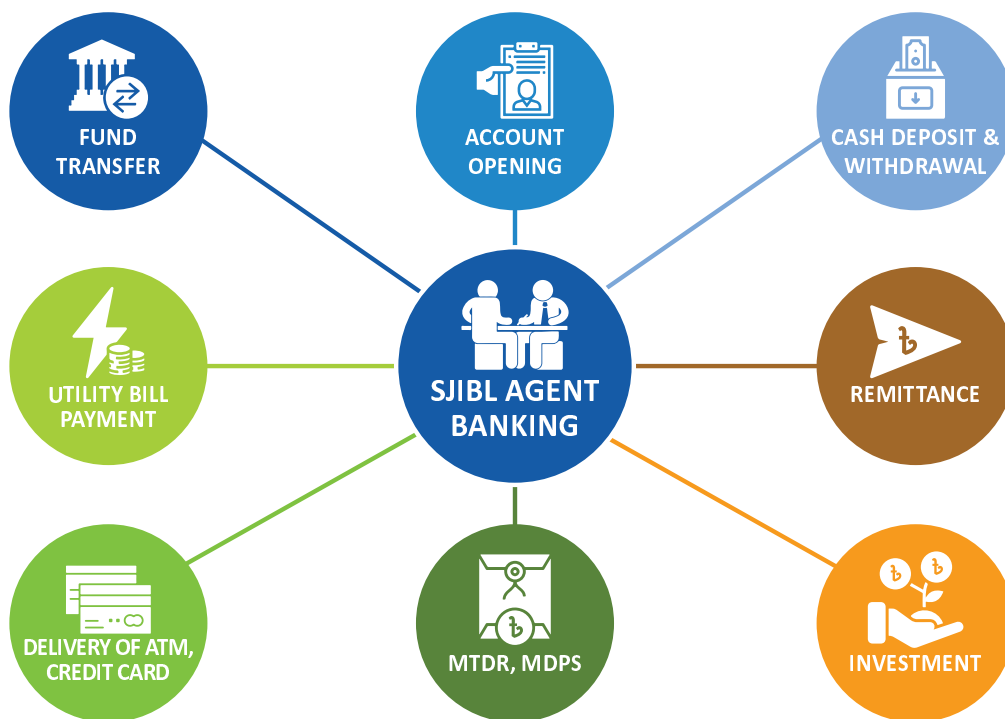 FUND
TRANSFER
ACCOUNT
OPENING
CASH DEPOSIT &
WITHDRAWAL
UTILITY BILL
PAYMENT
SJIBL AGENT
BANKING
৳
REMITTANCE
DELIVERY OF ATM,
CREDIT CARD
৳
MTDR, MDPS
৳ ৳
INVESTMENT